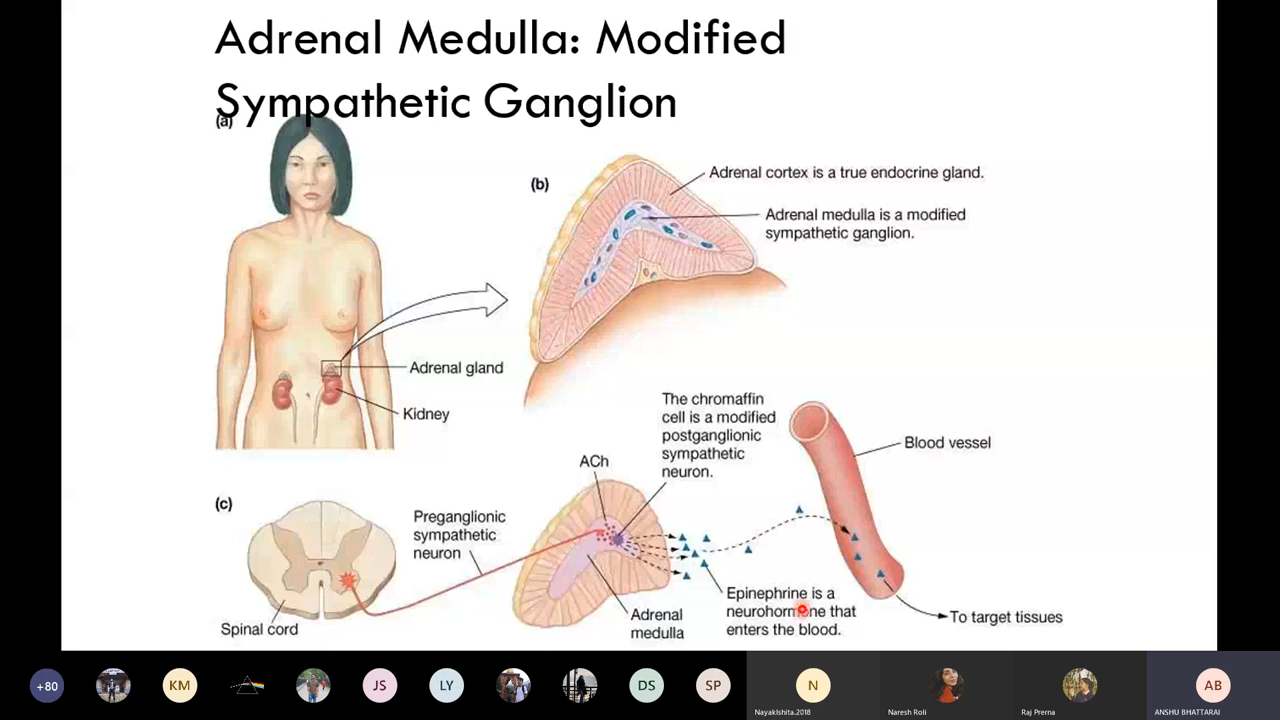 Adrenal Medulla: Modified
Sympathetic Ganglion
(a)
(b)
Adrenal cortex is a true endocrine gland.
Adrenal medulla is a modified
sympathetic ganglion.
Adrenal gland
Kidney
The chromaffin
cell is a modified
postganglionic
sympathetic
neuron.
Blood vessel
ACh
(c)
Preganglionic
sympathetic
neuron
Epinephrine is a
neurohormone that
enters the blood.
Adrenal
medulla
Spinal cord
To target tissues
+80
KM
JS
LY
DS
SP
N
AB
NayakIshita.2018
Naresh Roli
Raj Prerna
ANSHU BHATTARAI